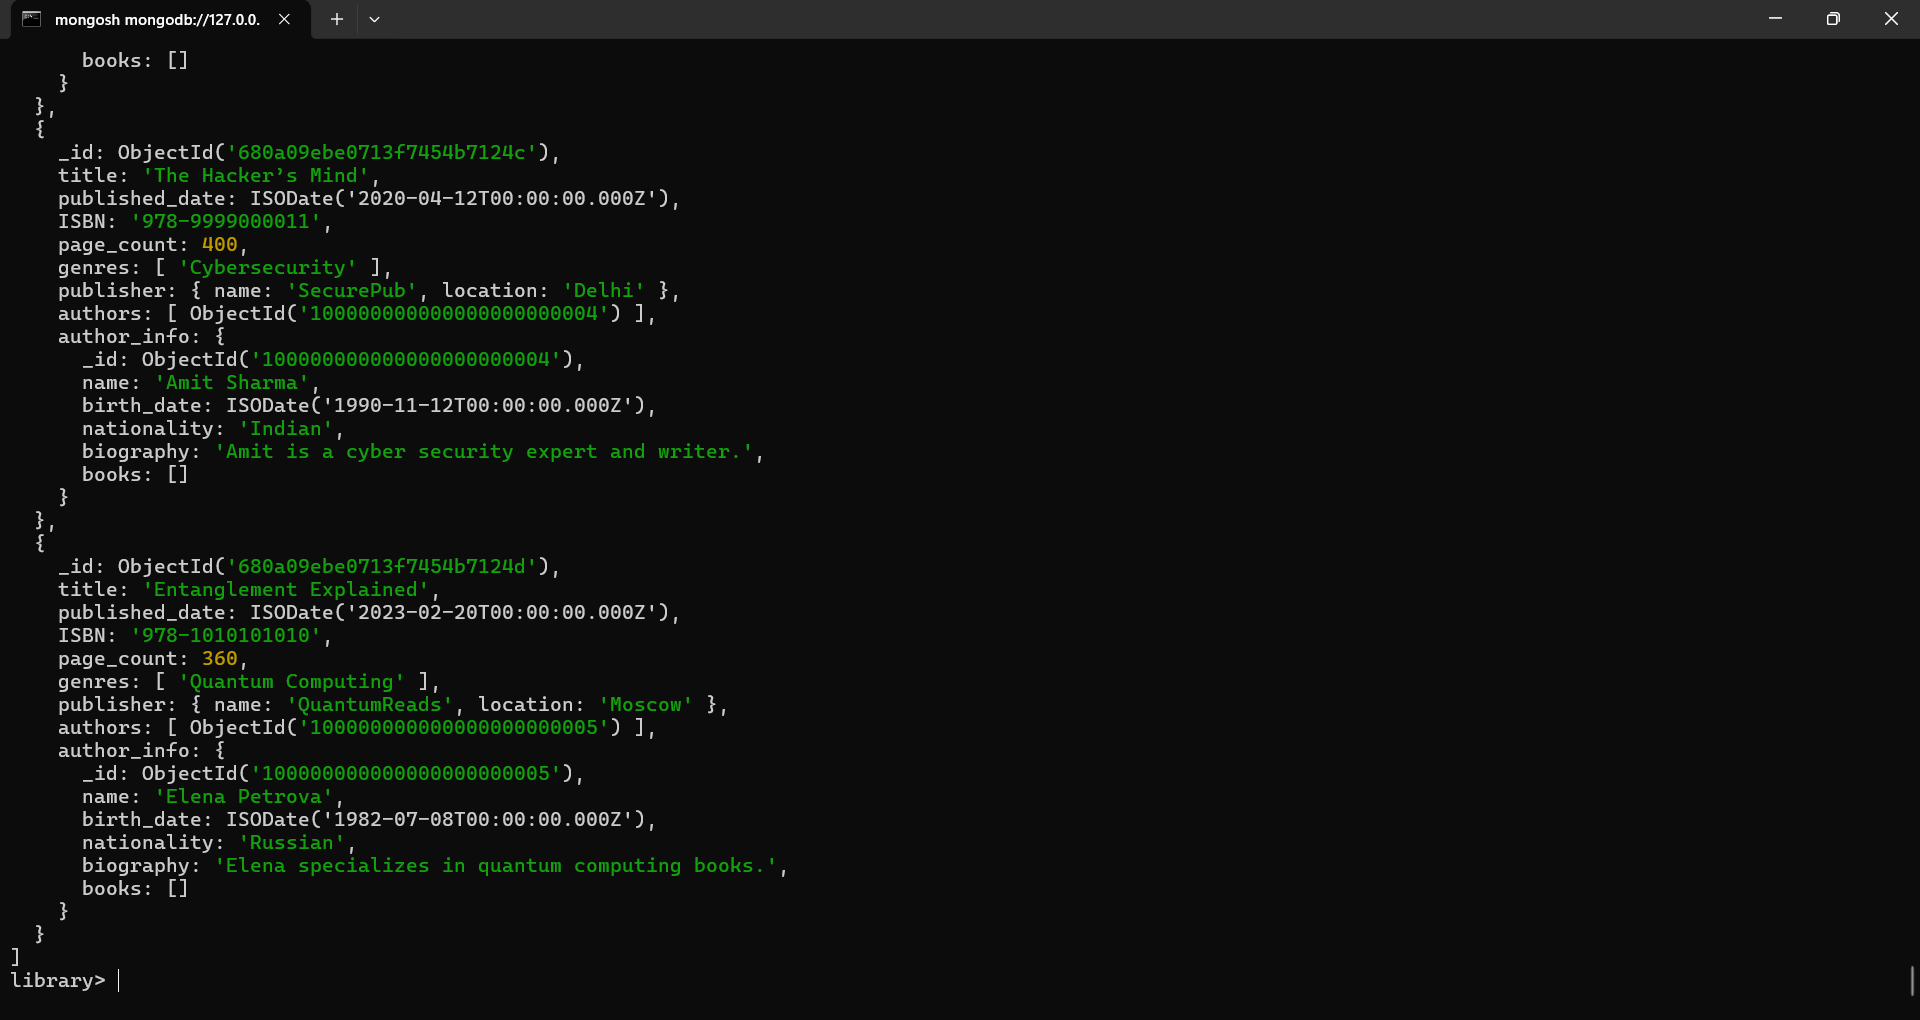 mongosh mongodb://127.0.0.
books: []
}
},
{
_id: ObjectId('680a09ebe0713f7454b7124c'),
title: 'The Hacker’s Mind',
published_date: ISODate('2020-04-12T00:00:00.000Z'),
ISBN: '978-9999000011',
page_count: 400,
genres: [ 'Cybersecurity' ],
publisher: { name: 'SecurePub', location: 'Delhi' },
authors: [ ObjectId('100000000000000000000004') ],
author_info: {
_id: ObjectId('100000000000000000000004'),
name: 'Amit Sharma',
birth_date: ISODate('1990-11-12T00:00:00.000Z'),
nationality: 'Indian',
biography: 'Amit is a cyber security expert and writer.',
books: []
}
},
{
_id: ObjectId('680a09ebe0713f7454b7124d'),
title: 'Entanglement Explained',
published_date: ISODate('2023-02-20T00:00:00.000Z'),
ISBN: '978-1010101010',
page_count: 360,
genres: [ 'Quantum Computing' ],
publisher: { name: 'QuantumReads', location: 'Moscow' },
authors: [ ObjectId('100000000000000000000005') ],
author_info: {
_id: ObjectId('100000000000000000000005'),
name: 'Elena Petrova',
birth_date: ISODate('1982-07-08T00:00:00.000Z'),
nationality: 'Russian',
biography: 'Elena specializes in quantum computing books.',
books: []
}
}
]
library>